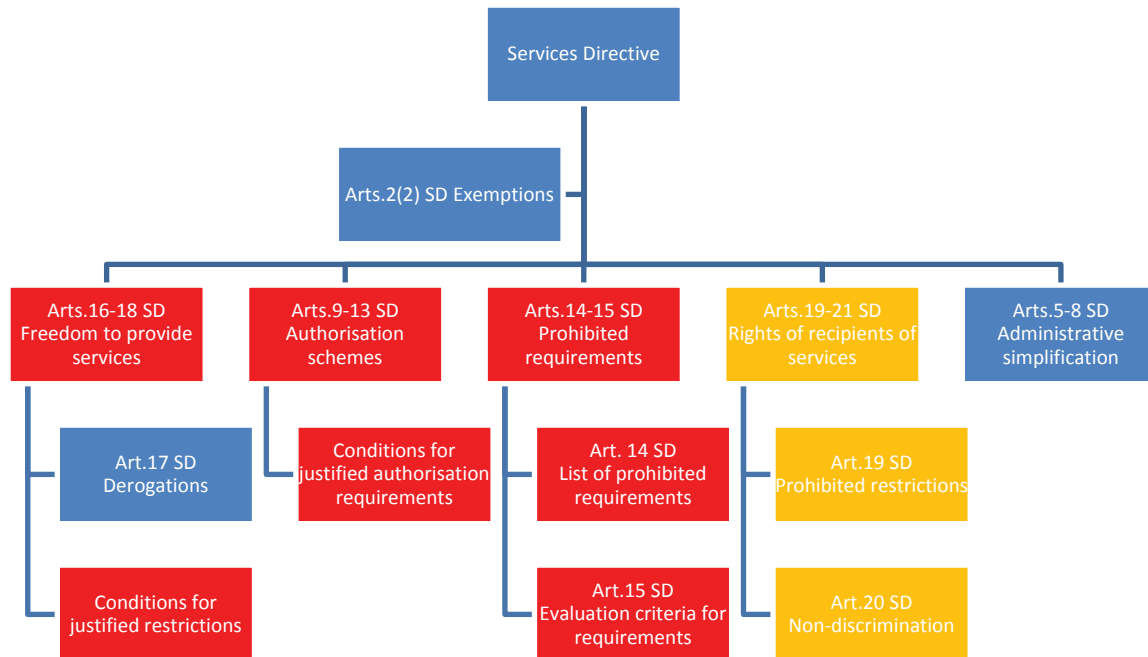 Services Directive
Arts.2(2) SD Exemptions
Arts.16-18 SD
Freedom to provide
services
Arts.9-13 SD
Authorisation
schemes
Arts.14-15 SD
Prohibited
requirements
Arts.19-21 SD
Rights of recipients of
services
Arts.5-8 SD
Administrative
simplification
Art.17 SD
Derogations
Conditions for
justified authorisation
requirements
Art. 14 SD
List of prohibited
requirements
Art.19 SD
Prohibited restrictions
Conditions for
justified restrictions
Art.15 SD
Evaluation criteria for
requirements
Art.20 SD
Non-discrimination